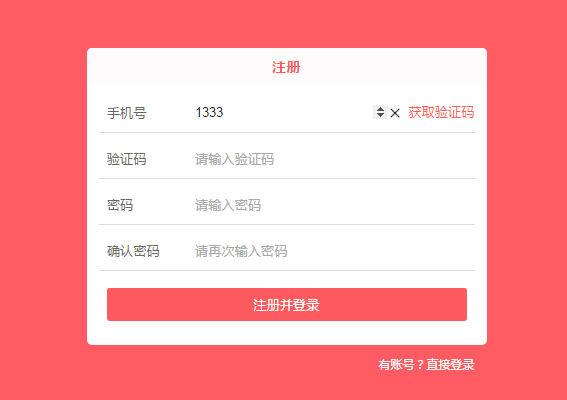 注册
手机号 1333 获取验证码
验证码 请输入验证码
密码 请输入密码
确认密码 请再次输入密码
注册并登录
有账号？直接登录